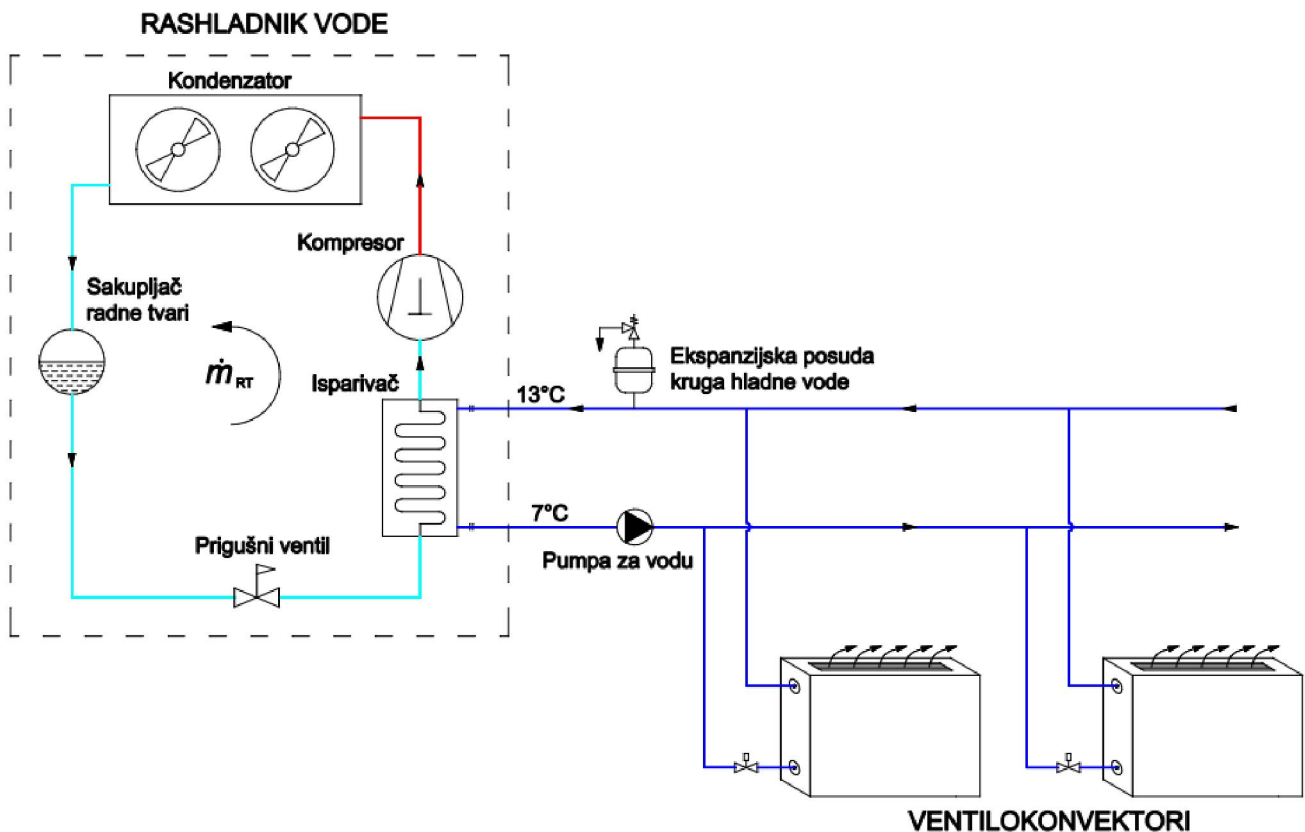 RASHLADNIK VODE
Kondenzator
Kompresor
Sakupljač
radne tvari
ṁ RT
Isparivač
Ekspanzijska posuda
kruga hladne vode
13°C
7°C
Pumpa za vodu
Prigušni ventil
VENTILOKONVEKTORI